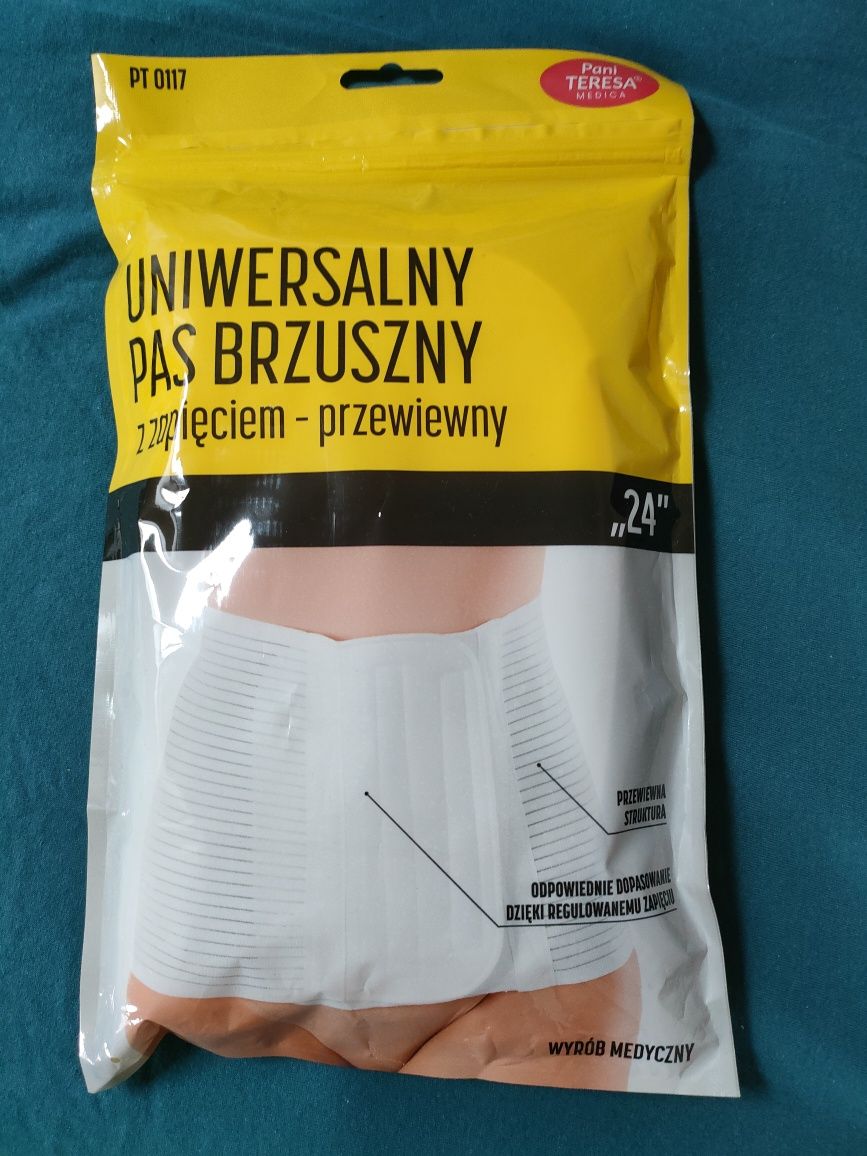 PT 0117
Pani
TERESA®
MEDICA
UNIWERSALNY
PAS BRZUSZNY
z zapięciem - przewiewny
„24"
PRZEWIEWNA
STRUKTURA
ODPOWIEDNIE DOPASOWANIE
DZIĘKI REGULOWANEMU ZAPIĘCIU
WYRÓB MEDYCZNY